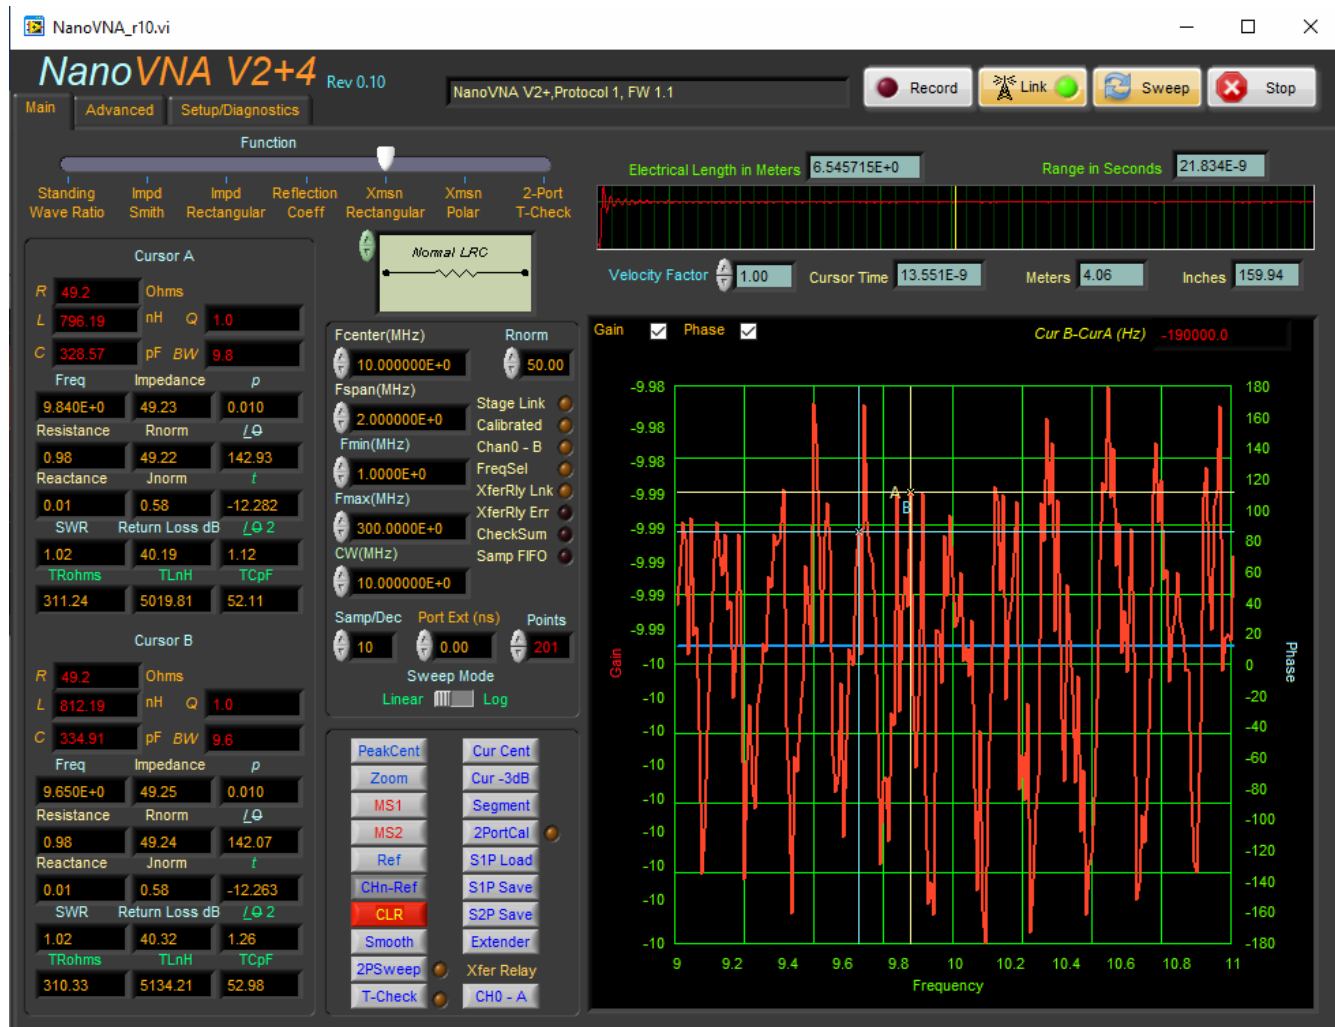 NanoVNA_r10.vi
NanoVNA V2+4 Rev 0.10
NanoVNA V2+,Protocol 1, FW 1.1
Record Link Sweep Stop
Main Advanced Setup/Diagnostics
Function
Standing Wave Ratio
Impd Smith
Impd Rectangular
Reflection Coeff
Xmsn Rectangular
Xmsn Polar
2-Port T-Check
Electrical Length in Meters 6.545715E+0
Range in Seconds 21.834E-9
Velocity Factor 1.00
Cursor Time 13.551E-9
Meters 4.06
Inches 159.94
Normal LRC
Cursor A
R 49.2 Ohms
L 796.19 nH Q 1.0
C 328.57 pF BW 9.8
Freq Impedance p
9.840E+0 49.23 0.010
Resistance Rnorm /Θ
0.98 49.22 142.93
Reactance Jnorm t
0.01 0.58 -12.282
SWR Return Loss dB /Θ 2
1.02 40.19 1.12
TRohms TLnH TCpF
311.24 5019.81 52.11
Cursor B
R 49.2 Ohms
L 812.19 nH Q 1.0
C 334.91 pF BW 9.6
Freq Impedance p
9.650E+0 49.25 0.010
Resistance Rnorm /Θ
0.98 49.24 142.07
Reactance Jnorm t
0.01 0.58 -12.263
SWR Return Loss dB /Θ 2
1.02 40.32 1.26
TRohms TLnH TCpF
310.33 5134.21 52.98
Fcenter(MHz) Rnorm
10.000000E+0 50.00
Fspan(MHz)
2.000000E+0
Fmin(MHz)
1.0000E+0
Fmax(MHz)
300.0000E+0
CW(MHz)
10.000000E+0
Stage Link
Calibrated
Chan0 - B
FreqSel
XferRly Lnk
XferRly Err
CheckSum
Samp FIFO
Samp/Dec Port Ext (ns) Points
10 0.00 201
Sweep Mode
Linear Log
PeakCent Cur Cent
Zoom Cur -3dB
MS1 Segment
MS2 2PortCal
Ref S1P Load
CHn-Ref S1P Save
CLR S2P Save
Smooth Extender
2PSweep Xfer Relay
T-Check CH0 - A
Gain Phase Cur B-CurA (Hz) -190000.0
-9.98
-9.98
-9.98
-9.99
-9.99
-9.99
-9.99
-9.99
-10
-10
-10
-10
-10
-10
-10
-10
-10
Gain
A
B
180
160
140
120
100
80
60
40
20
0
-20
-40
-60
-80
-100
-120
-140
-160
-180
Phase
9 9.2 9.4 9.6 9.8 10 10.2 10.4 10.6 10.8 11
Frequency